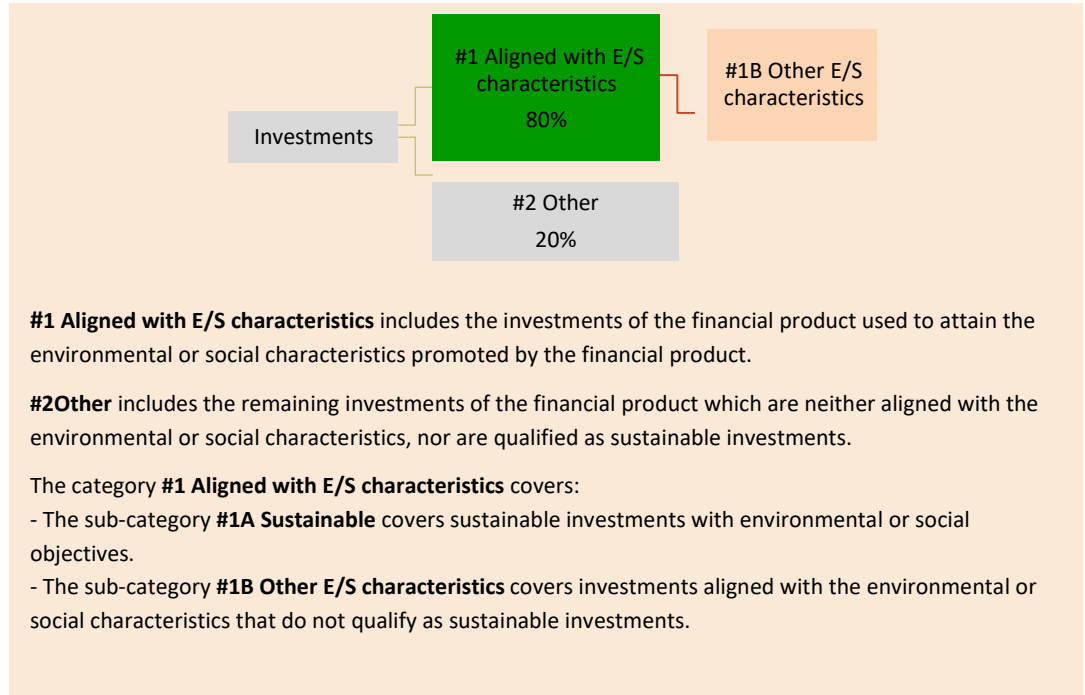 #1 Aligned with E/S
characteristics
80%
#1B Other E/S
characteristics
Investments
#2 Other
20%
#1 Aligned with E/S characteristics includes the investments of the financial product used to attain the
environmental or social characteristics promoted by the financial product.
#2Other includes the remaining investments of the financial product which are neither aligned with the
environmental or social characteristics, nor are qualified as sustainable investments.
The category #1 Aligned with E/S characteristics covers:
- The sub-category #1A Sustainable covers sustainable investments with environmental or social
objectives.
- The sub-category #1B Other E/S characteristics covers investments aligned with the environmental or
social characteristics that do not qualify as sustainable investments.